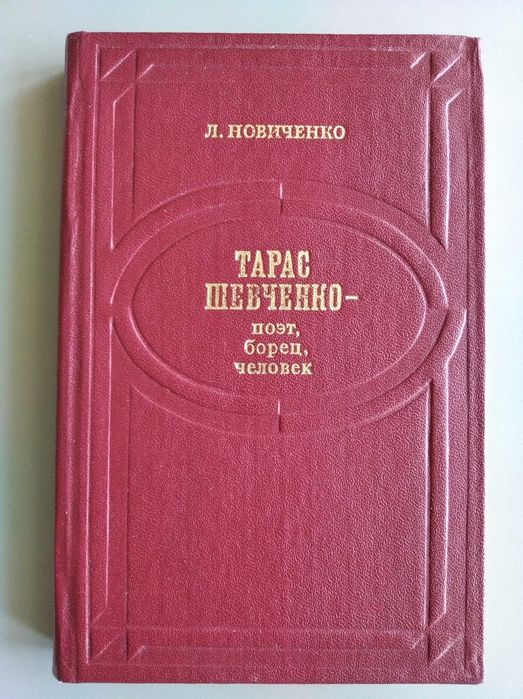 Л. НОВИЧЕНКО
ТАРАС
ШЕВЧЕНКО–
поэт,
борец,
человек